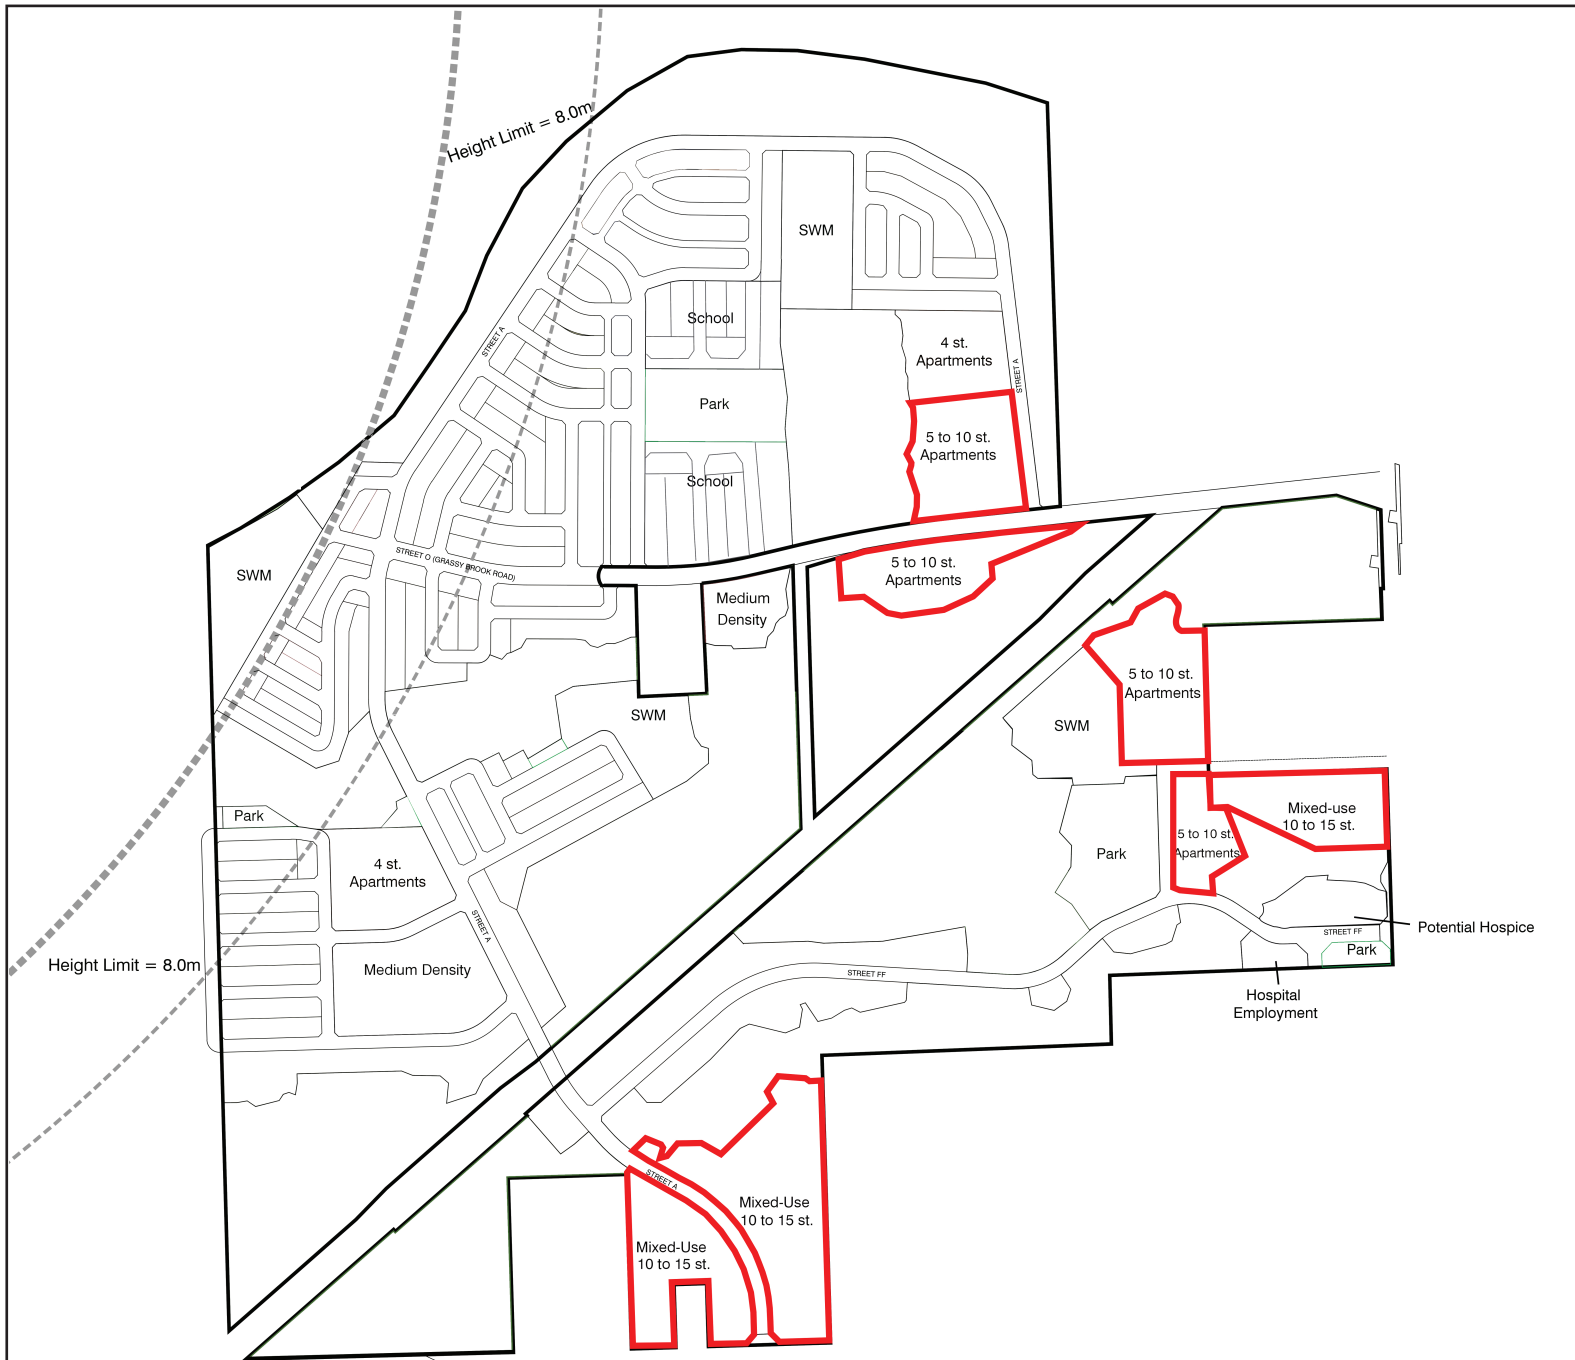 Height Limit = 8.0m
SWM
School
STREET A
4 st.
Apartments
STREET A
Park
5 to 10 st.
Apartments
School
STREET O (GRASSY BROOK ROAD)
SWM
5 to 10 st.
Apartments
Medium
Density
5 to 10 st.
Apartments
SWM
SWM
Park
Mixed-use
10 to 15 st.
5 to 10 st.
Apartments
Park
4 st.
Apartments
STREET A
Potential Hospice
STREET FF
Park
Height Limit = 8.0m
Medium Density
STREET FF
Hospital
Employment
STREET A
Mixed-Use
10 to 15 st.
Mixed-Use
10 to 15 st.